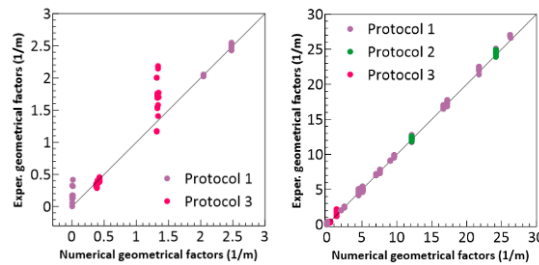 3
2.5
2
1.5
1
0.5
0
Exper. geometrical factors (1/m)
Protocol 1
Protocol 3
0 0.5 1 1.5 2 2.5 3
Numerical geometrical factors (1/m)
30
25
20
15
10
5
0
Exper. geometrical factors (1/m)
Protocol 1
Protocol 2
Protocol 3
0 5 10 15 20 25 30
Numerical geometrical factors (1/m)